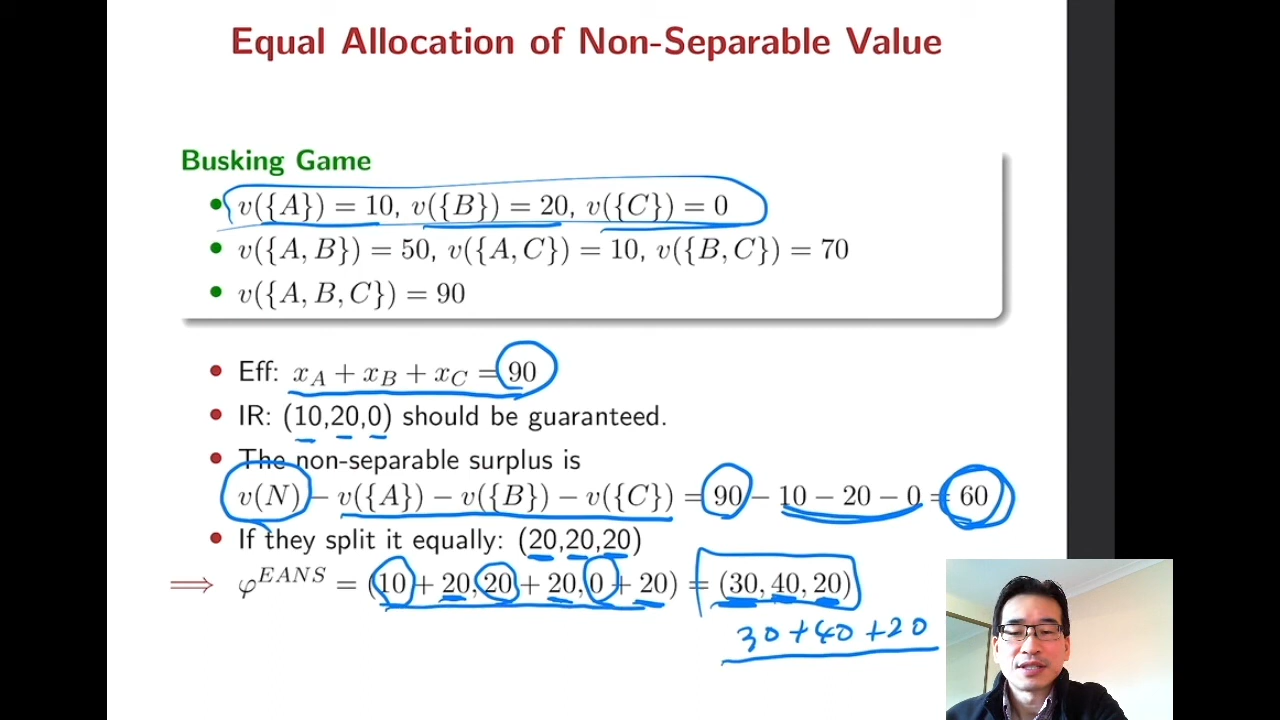 Equal Allocation of Non-Separable Value
Busking Game
• v({A}) = 10, v({B}) = 20, v({C}) = 0
• v({A, B}) = 50, v({A, C}) = 10, v({B, C}) = 70
• v({A, B, C}) = 90
• Eff: x_A + x_B + x_C = 90
• IR: (10,20,0) should be guaranteed.
• The non-separable surplus is
v(N) − v({A}) − v({B}) − v({C}) = 90 − 10 − 20 − 0 = 60
• If they split it equally: (20,20,20)
⟹ φ^{EANS} = (10 + 20, 20 + 20, 0 + 20) = (30, 40, 20)
30+40+20